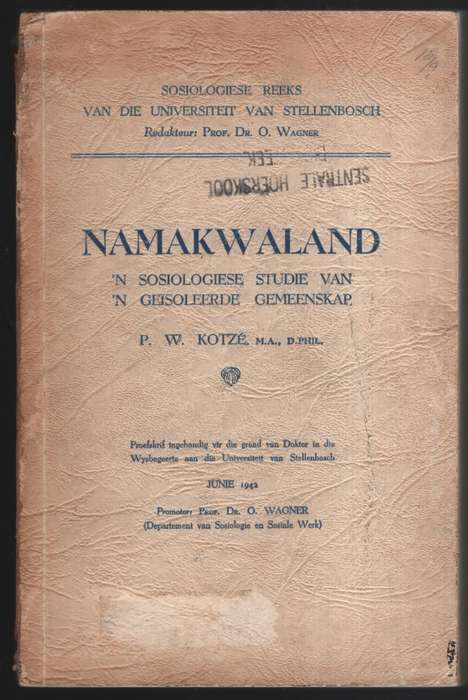 SOSIOLOGIESE REEKS
VAN DIE UNIVERSITEIT VAN STELLENBOSCH
Redakteur: PROF. DR. O. WAGNER
SENTRALE HOERSKOOL
NAMAKWALAND
'N SOSIOLOGIESE STUDIE VAN
'N GEISOLEERDE GEMEENSKAP
P. W. KOTZÉ, M.A., D.PHIL.
Proefskrif ingehandig vir die graad van Doktor in die
Wysbegeerte aan die Universiteit van Stellenbosch
JUNIE 1942
Promotor: PROF. DR. O. WAGNER
(Departement van Sosiologie en Sosiale Werk)